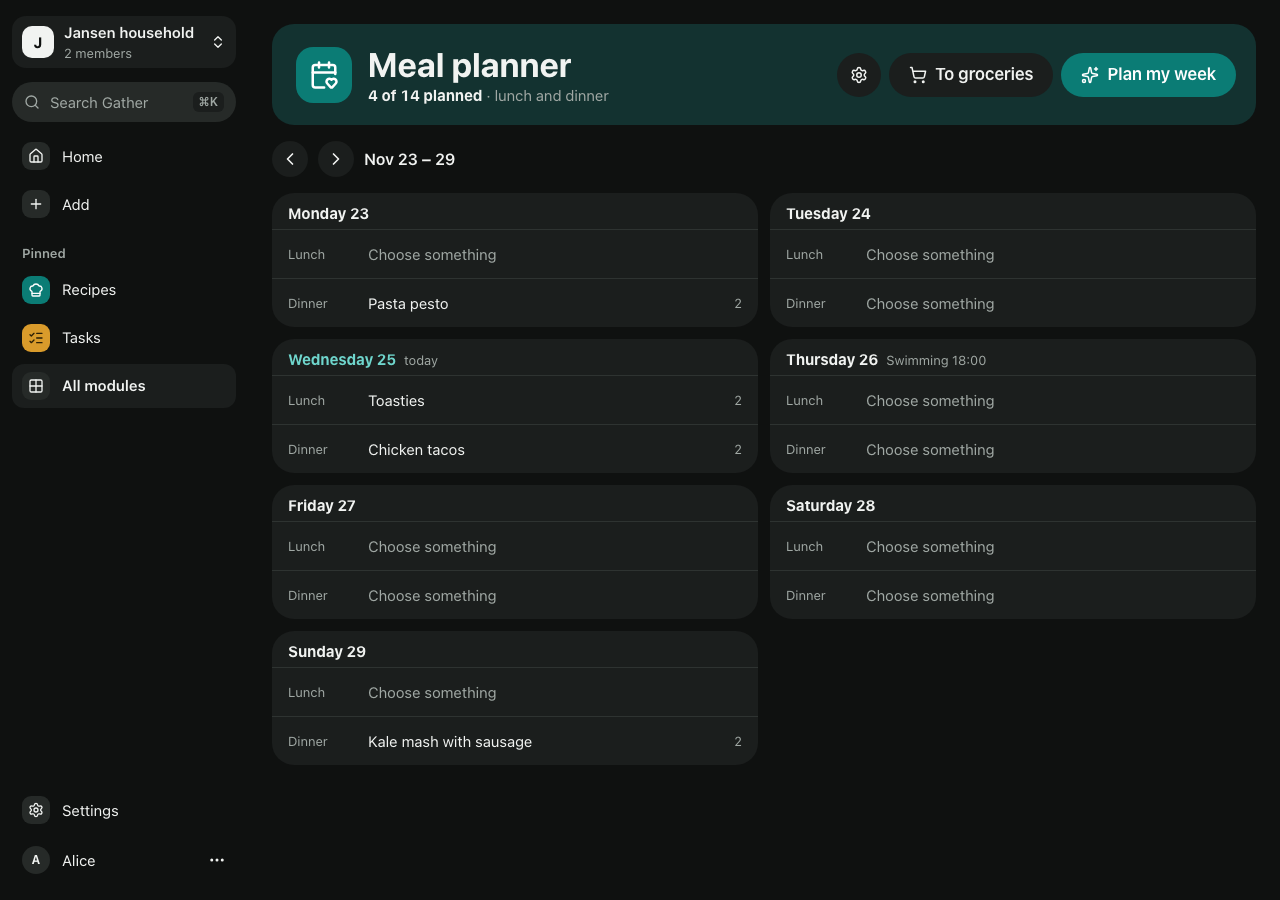 J
Jansen household
2 members
Search Gather
⌘K
Home
Add
Pinned
Recipes
Tasks
All modules
Settings
A
Alice
Meal planner
4 of 14 planned · lunch and dinner
To groceries
Plan my week
Nov 23 – 29
Monday 23
Lunch Choose something
Dinner Pasta pesto 2
Tuesday 24
Lunch Choose something
Dinner Choose something
Wednesday 25 today
Lunch Toasties 2
Dinner Chicken tacos 2
Thursday 26 Swimming 18:00
Lunch Choose something
Dinner Choose something
Friday 27
Lunch Choose something
Dinner Choose something
Saturday 28
Lunch Choose something
Dinner Choose something
Sunday 29
Lunch Choose something
Dinner Kale mash with sausage 2